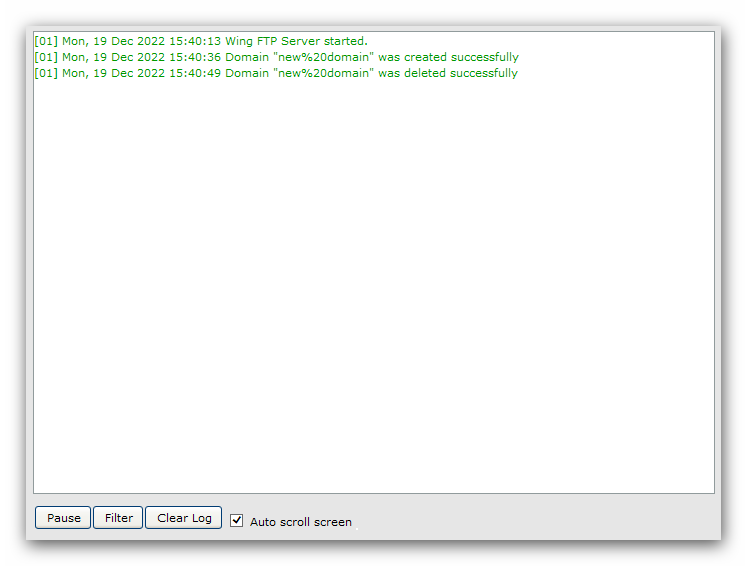 [01] Mon, 19 Dec 2022 15:40:13 Wing FTP Server started.
[01] Mon, 19 Dec 2022 15:40:36 Domain "new%20domain" was created successfully
[01] Mon, 19 Dec 2022 15:40:49 Domain "new%20domain" was deleted successfully
Pause Filter Clear Log Auto scroll screen